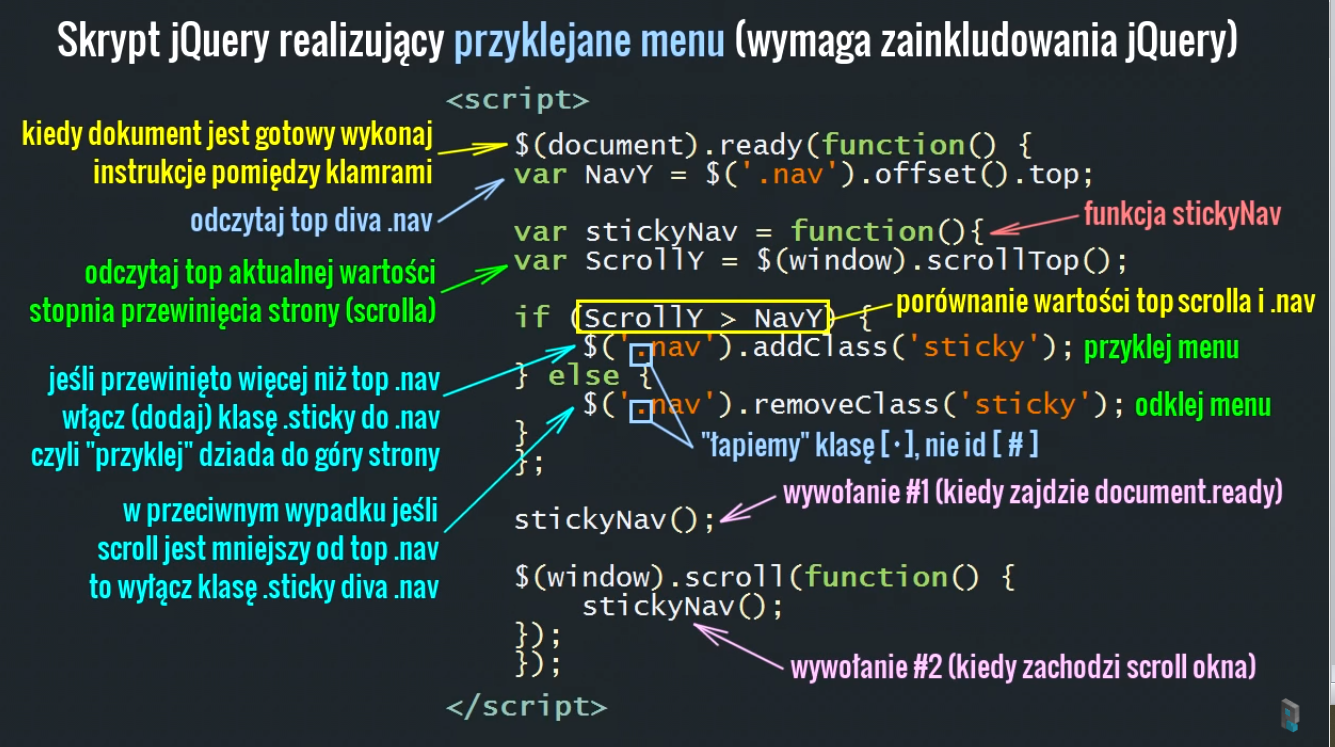 Skrypt jQuery realizujący przyklejane menu (wymaga zainkludowania jQuery)
<script>
kiedy dokument jest gotowy wykonaj
instrukcje pomiędzy klamrami
$(document).ready(function() {
var NavY = $('.nav').offset().top;
odczytaj top diva .nav
funkcja stickyNav
var stickyNav = function(){
var ScrollY = $(window).scrollTop();
odczytaj top aktualnej wartości
stopnia przewinięcia strony (scrolla)
porównanie wartości top scrolla i .nav
if (ScrollY > NavY) {
$('.nav').addClass('sticky'); przyklej menu
} else {
$('.nav').removeClass('sticky'); odklej menu
}
};
jeśli przewinięto więcej niż top .nav
włącz (dodaj) klasę .sticky do .nav
czyli "przyklej" dziada do góry strony
"łapiemy" klasę [·], nie id [ # ]
w przeciwnym wypadku jeśli
scroll jest mniejszy od top .nav
to wyłącz klasę .sticky diva .nav
wywołanie #1 (kiedy zajdzie document.ready)
stickyNav();
$(window).scroll(function() {
stickyNav();
});
});
wywołanie #2 (kiedy zachodzi scroll okna)
</script>